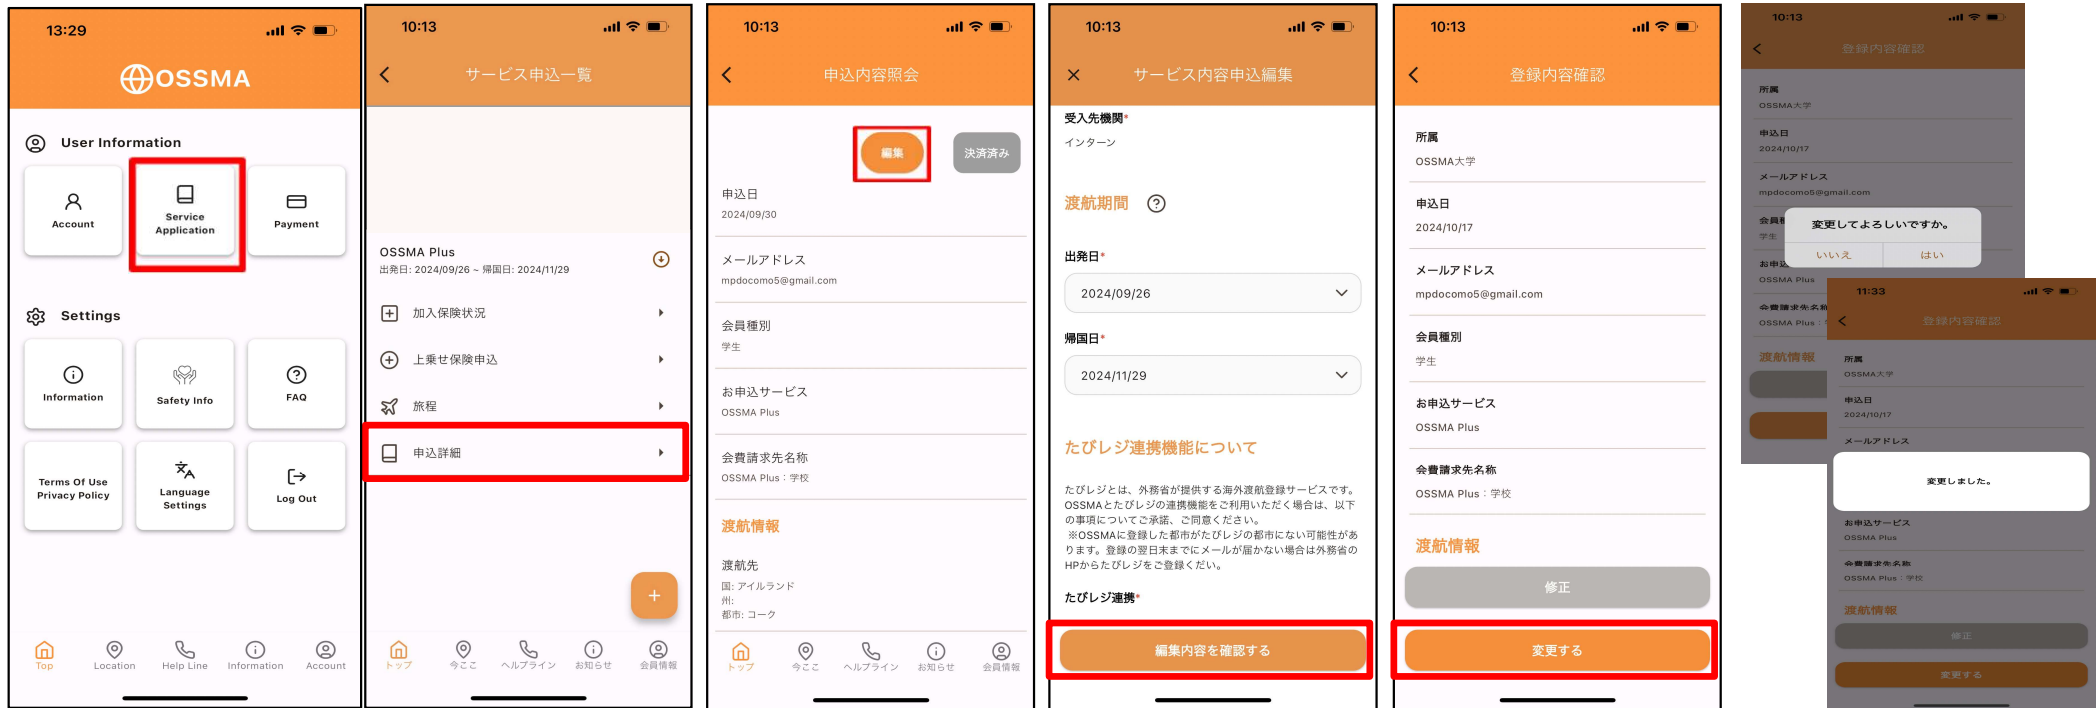 13:29
OSSMA
User Information
Account
Service
Application
Payment
Settings
Information
Safety Info
FAQ
Terms Of Use
Privacy Policy
Language
Settings
Log Out
Top
Location
Help Line
Information
Account
10:13
サービス申込一覧
OSSMA Plus
出発日: 2024/09/26 ~ 帰国日: 2024/11/29
加入保険状況
上乗せ保険申込
旅程
申込詳細
+
トップ
今ここ
ヘルプライン
お知らせ
会員情報
10:13
申込内容照会
編集
決済済み
申込日
2024/09/30
メールアドレス
mpdocomo5@gmail.com
会員種別
学生
お申込サービス
OSSMA Plus
会費請求先名称
OSSMA Plus：学校
渡航情報
渡航先
国: アイルランド
州:
都市: コーク
トップ
今ここ
ヘルプライン
お知らせ
会員情報
10:13
サービス内容申込編集
受入先機関*
インターン
渡航期間
出発日*
2024/09/26
帰国日*
2024/11/29
たびレジ連携機能について
たびレジとは、外務省が提供する海外渡航登録サービスです。
OSSMAとたびレジの連携機能をご利用いただく場合は、以下
の事項についてご承諾、ご同意ください。
※OSSMAに登録した都市がたびレジの都市にない可能性があ
ります。登録の翌日末までにメールが届かない場合は外務省の
HPからたびレジをご登録くだい。
たびレジ連携*
編集内容を確認する
10:13
登録内容確認
所属
OSSMA大学
申込日
2024/10/17
メールアドレス
mpdocomo5@gmail.com
会員種別
学生
お申込サービス
OSSMA Plus
会費請求先名称
OSSMA Plus：学校
渡航情報
修正
変更する
10:13
登録内容確認
所属
OSSMA大学
申込日
2024/10/17
メールアドレス
mpdocomo5@gmail.com
会員
学生
変更してよろしいですか。
いいえ
はい
お申込
OSSMA Plus
会費請求先名称
OSSMA Plus：
渡航情報
11:33
登録内容確認
所属
OSSMA大学
申込日
2024/10/17
メールアドレス
変更しました。
お申込サービス
OSSMA Plus
会費請求先名称
OSSMA Plus：学校
渡航情報
修正
変更する